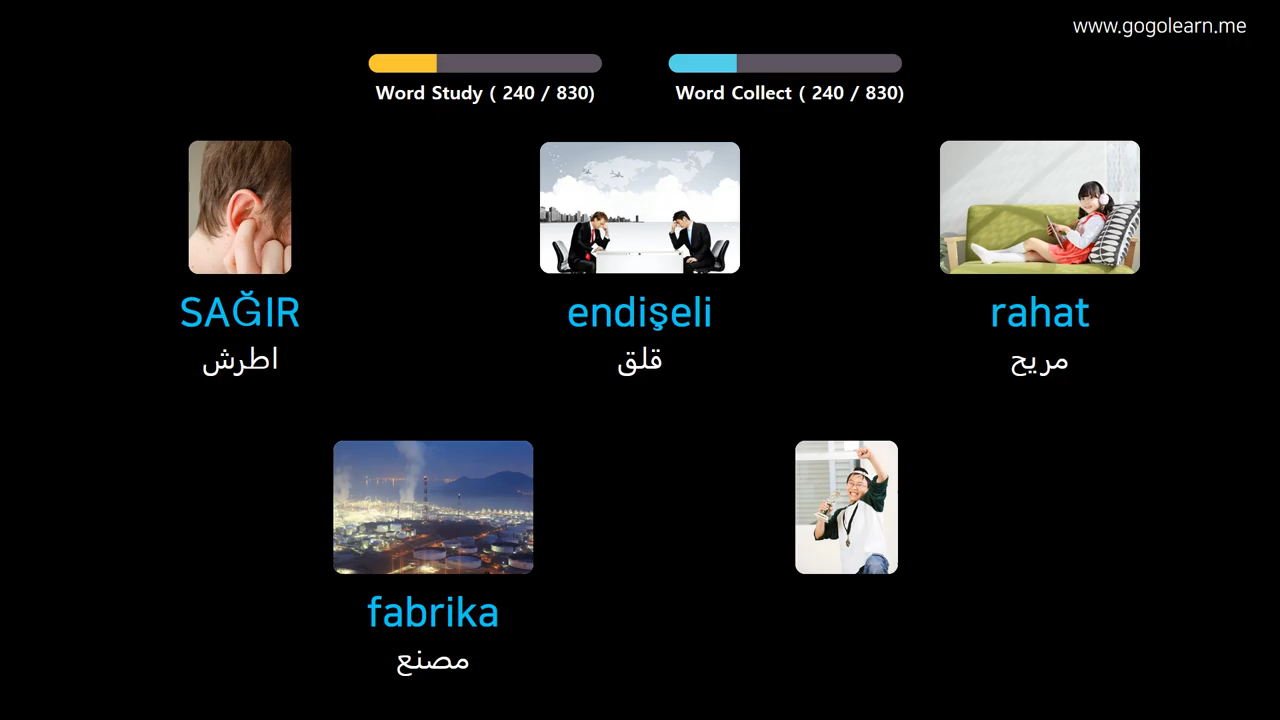 www.gogolearn.me
Word Study ( 240 / 830)
Word Collect ( 240 / 830)
SAĞIR
اطرش
endişeli
قلق
rahat
مريح
fabrika
مصنع